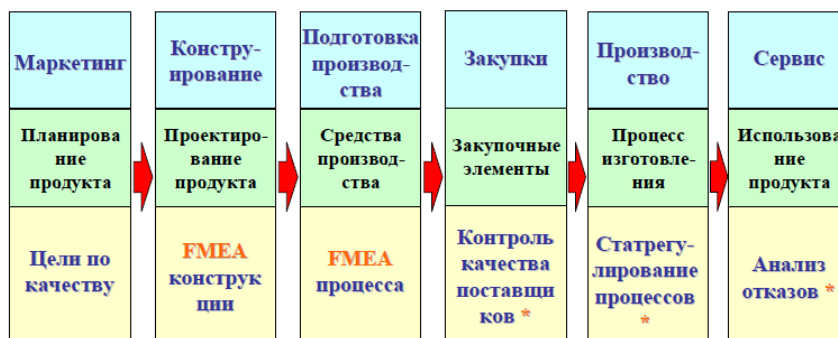 Маркетинг
Планирова
ние
продукта
Цели по
качеству
Констру-
ирование
Проектиро-
вание
продукта
FMEA
конструк
ции
Подготовка
производ-
ства
Средства
производ-
ства
FMEA
процесса
Закупки
Закупочные
элементы
Контроль
качества
поставщи
ков *
Производ-
ство
Процесс
изготовле-
ния
Статрегу-
лирование
процессов
*
Сервис
Использова
ние
продукта
Анализ
отказов *